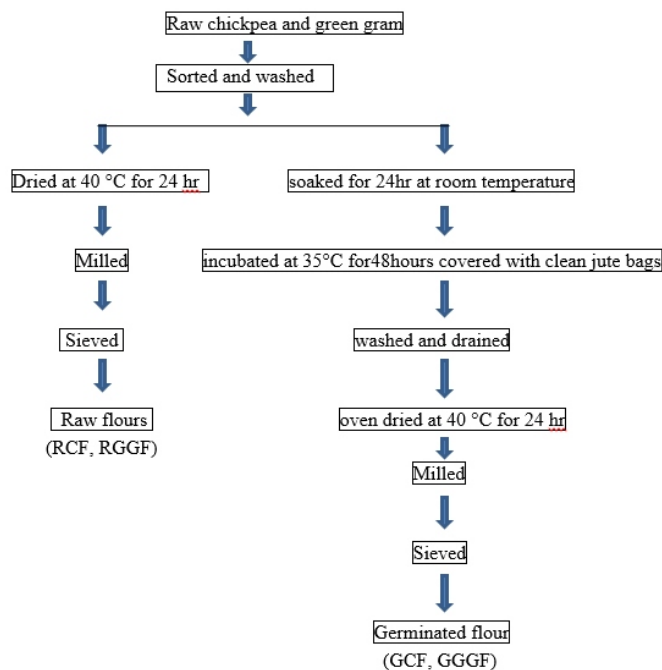 Raw chickpea and green gram
Sorted and washed
Dried at 40 °C for 24 hr
Milled
Sieved
Raw flours
(RCF, RGGF)
soaked for 24hr at room temperature
incubated at 35°C for48hours covered with clean jute bags
washed and drained
oven dried at 40 °C for 24 hr
Milled
Sieved
Germinated flour
(GCF, GGGF)